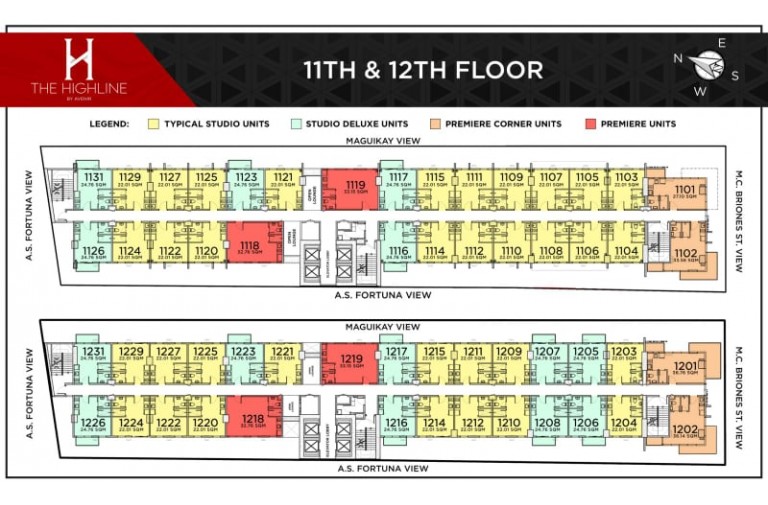 H
THE HIGHLINE
BY AVENIR
11TH & 12TH FLOOR
N E S W
LEGEND: TYPICAL STUDIO UNITS STUDIO DELUXE UNITS PREMIERE CORNER UNITS PREMIERE UNITS
MAGUIKAY VIEW
A.S. FORTUNA VIEW
1131 1129 1127 1125 1123 1121 1119 1117 1115 1111 1109 1107 1105 1103 1101
24.76 SQM 22.01 SQM 22.01 SQM 22.01 SQM 24.76 SQM 22.01 SQM 33.15 SQM 24.76 SQM 22.01 SQM 22.01 SQM 22.01 SQM 22.01 SQM 22.01 SQM 22.01 SQM
OPEN LOUNGE
M.C. BRIONES ST. VIEW
1126 1124 1122 1120 1118 1116 1114 1112 1110 1108 1106 1104 1102
24.76 SQM 22.01 SQM 22.01 SQM 22.01 SQM 32.76 SQM 24.76 SQM 22.01 SQM 22.01 SQM 22.01 SQM 22.01 SQM 22.01 SQM 22.01 SQM
OPEN LOUNGE
ELEVATOR LOBBY
A.S. FORTUNA VIEW
MAGUIKAY VIEW
A.S. FORTUNA VIEW
1231 1229 1227 1225 1223 1221 1219 1217 1215 1211 1209 1207 1205 1203 1201
24.76 SQM 22.01 SQM 22.01 SQM 22.01 SQM 24.76 SQM 22.01 SQM 33.15 SQM 24.76 SQM 22.01 SQM 22.01 SQM 22.01 SQM 24.76 SQM 24.76 SQM 22.01 SQM 36.75 SQM
M.C. BRIONES ST. VIEW
1226 1224 1222 1220 1218 1216 1214 1212 1210 1208 1206 1204 1202
24.76 SQM 22.01 SQM 22.01 SQM 22.01 SQM 32.76 SQM 24.76 SQM 22.01 SQM 22.01 SQM 22.01 SQM 24.76 SQM 24.76 SQM 22.01 SQM 36.14 SQM
ELEVATOR LOBBY
A.S. FORTUNA VIEW